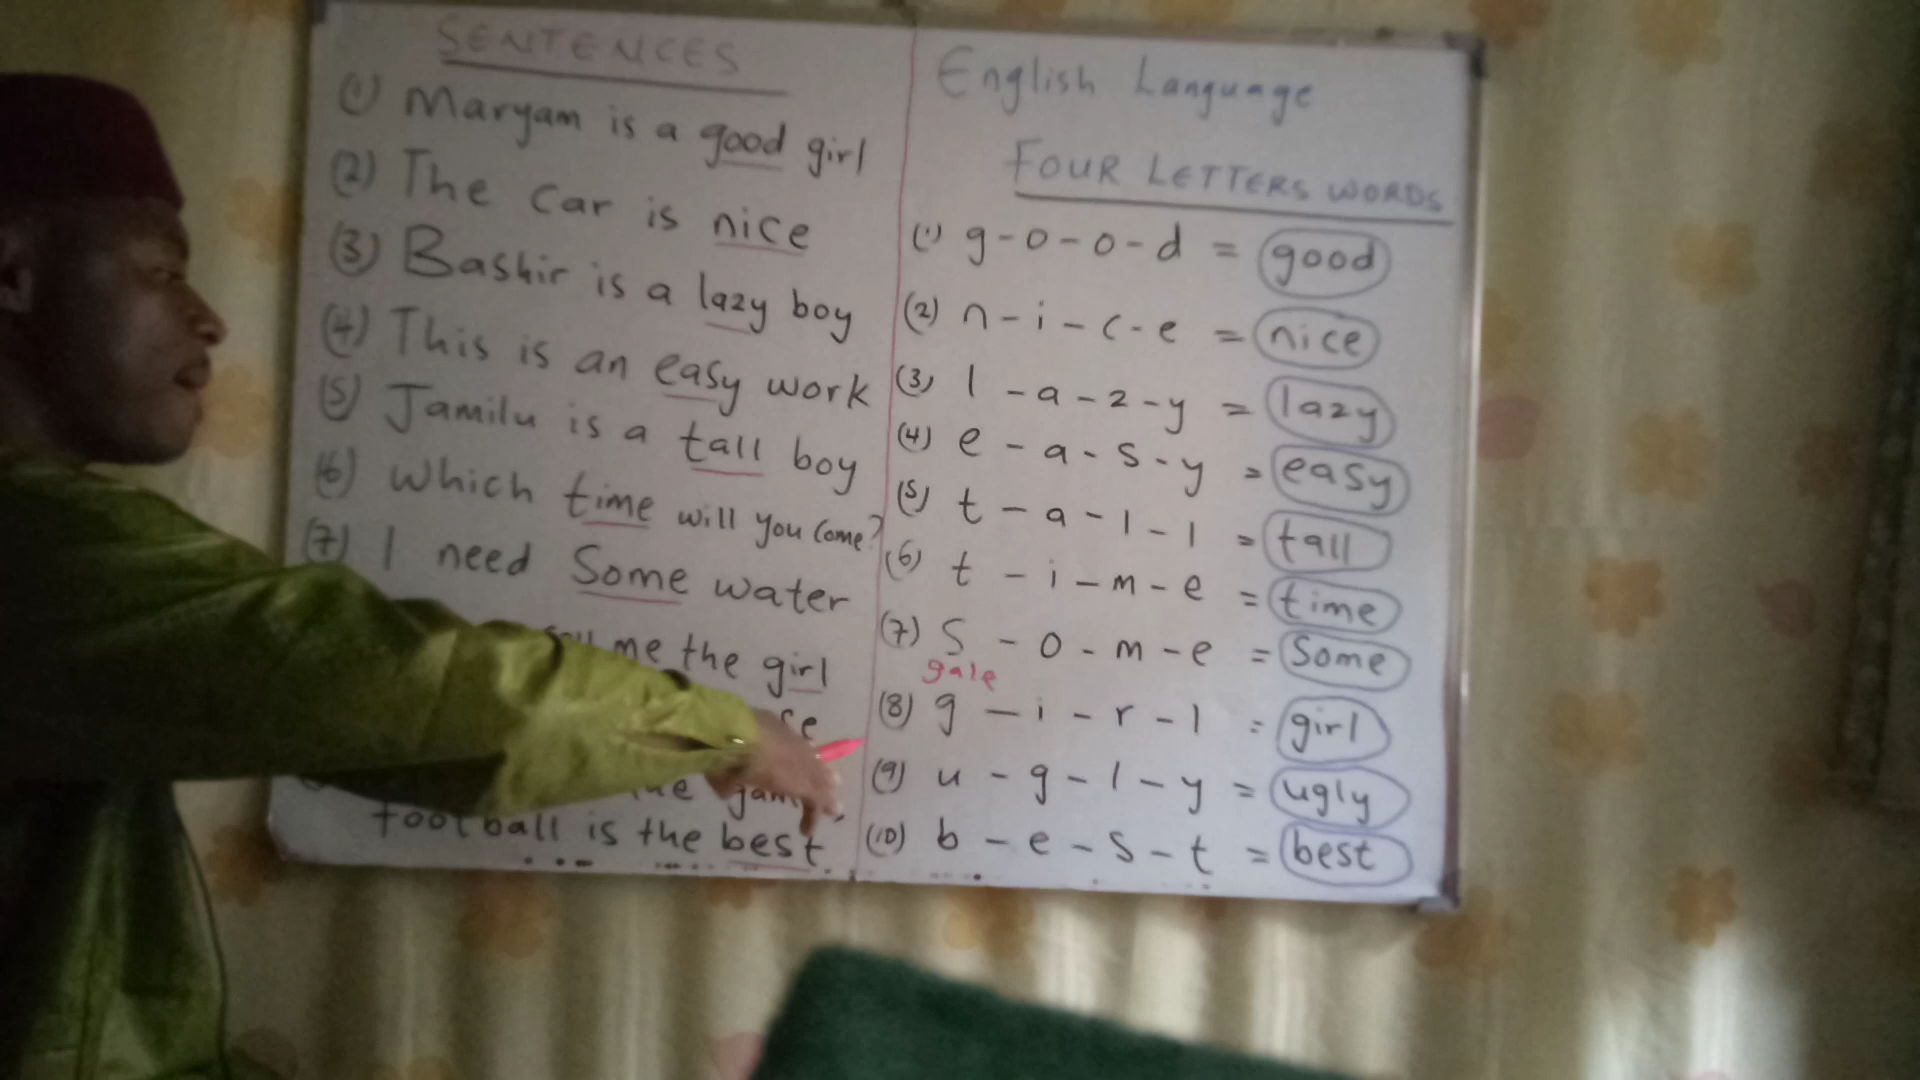 SENTENCES
(1) Maryam is a good girl
(2) The car is nice
(3) Bashir is a lazy boy
(4) This is an easy work
(5) Jamilu is a tall boy
(6) Which time will you come?
(7) I need some water
me the girl
football is the best.
English Language
FOUR LETTERS WORDS
(1) g-o-o-d = good
(2) n-i-c-e = nice
(3) l-a-z-y = lazy
(4) e-a-s-y = easy
(5) t-a-l-l = tall
(6) t-i-m-e = time
(7) S-o-m-e = Some
gale
(8) g-i-r-l = girl
(9) u-g-l-y = ugly
(10) b-e-s-t = best